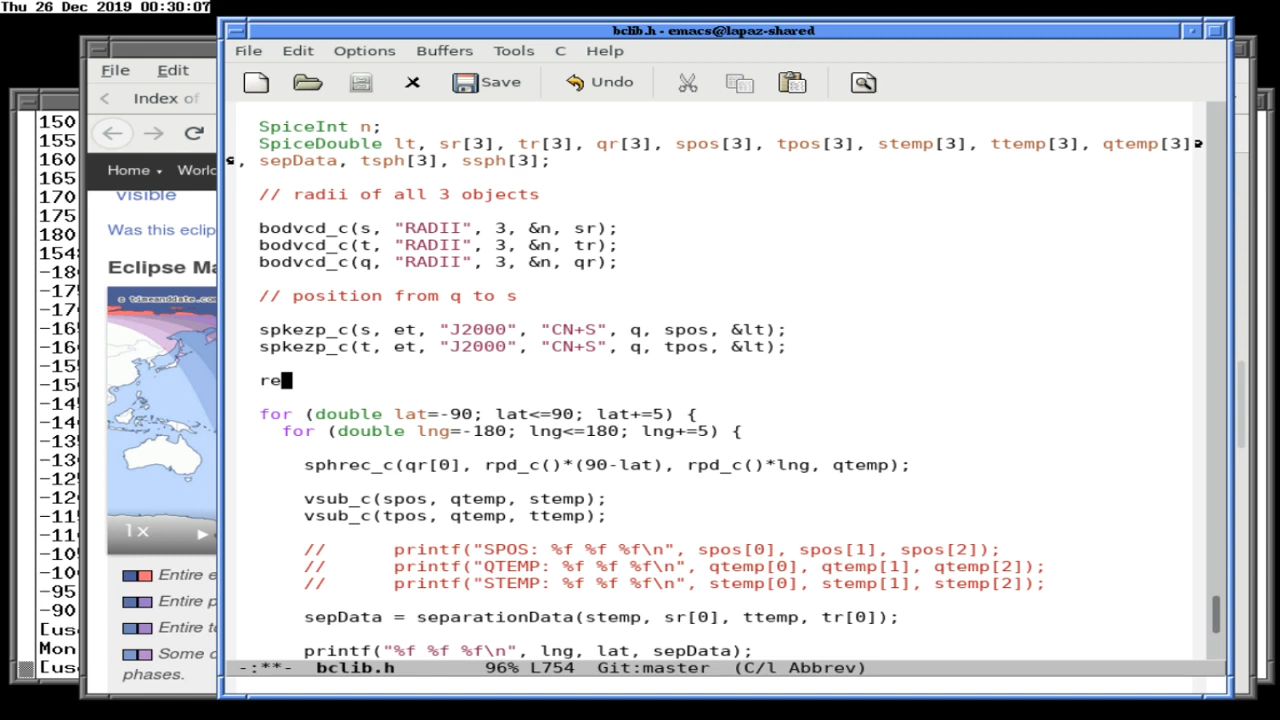 Thu 26 Dec 2019 00:30:07
bclib.h - emacs@lapaz-shared
File Edit Options Buffers Tools C Help
Save Undo
SpiceInt n;
SpiceDouble lt, sr[3], tr[3], qr[3], spos[3], tpos[3], stemp[3], ttemp[3], qtemp[3]
, sepData, tsph[3], ssph[3];
// radii of all 3 objects
bodvcd_c(s, "RADII", 3, &n, sr);
bodvcd_c(t, "RADII", 3, &n, tr);
bodvcd_c(q, "RADII", 3, &n, qr);
// position from q to s
spkezp_c(s, et, "J2000", "CN+S", q, spos, &lt);
spkezp_c(t, et, "J2000", "CN+S", q, tpos, &lt);
re
for (double lat=-90; lat<=90; lat+=5) {
for (double lng=-180; lng<=180; lng+=5) {
sphrec_c(qr[0], rpd_c()*(90-lat), rpd_c()*lng, qtemp);
vsub_c(spos, qtemp, stemp);
vsub_c(tpos, qtemp, ttemp);
// printf("SPOS: %f %f %f\n", spos[0], spos[1], spos[2]);
// printf("QTEMP: %f %f %f\n", qtemp[0], qtemp[1], qtemp[2]);
// printf("STEMP: %f %f %f\n", stemp[0], stemp[1], stemp[2]);
sepData = separationData(stemp, sr[0], ttemp, tr[0]);
printf("%f %f %f\n", lng, lat, sepData);
-:**- bclib.h 96% L754 Git:master (C/l Abbrev)
File Edit
Index of
Home World
visible
Was this eclip
Eclipse Ma
© timeanddate.co
1x
Entire e
Entire p
Entire t
Some o
phases.
150
155
160
165
170
175
180
154
-18
-17
-17
-16
-16
-15
-15
-14
-14
-13
-13
-12
-12
-11
-11
-10
-10
-95
-90
[us
Mon
[us